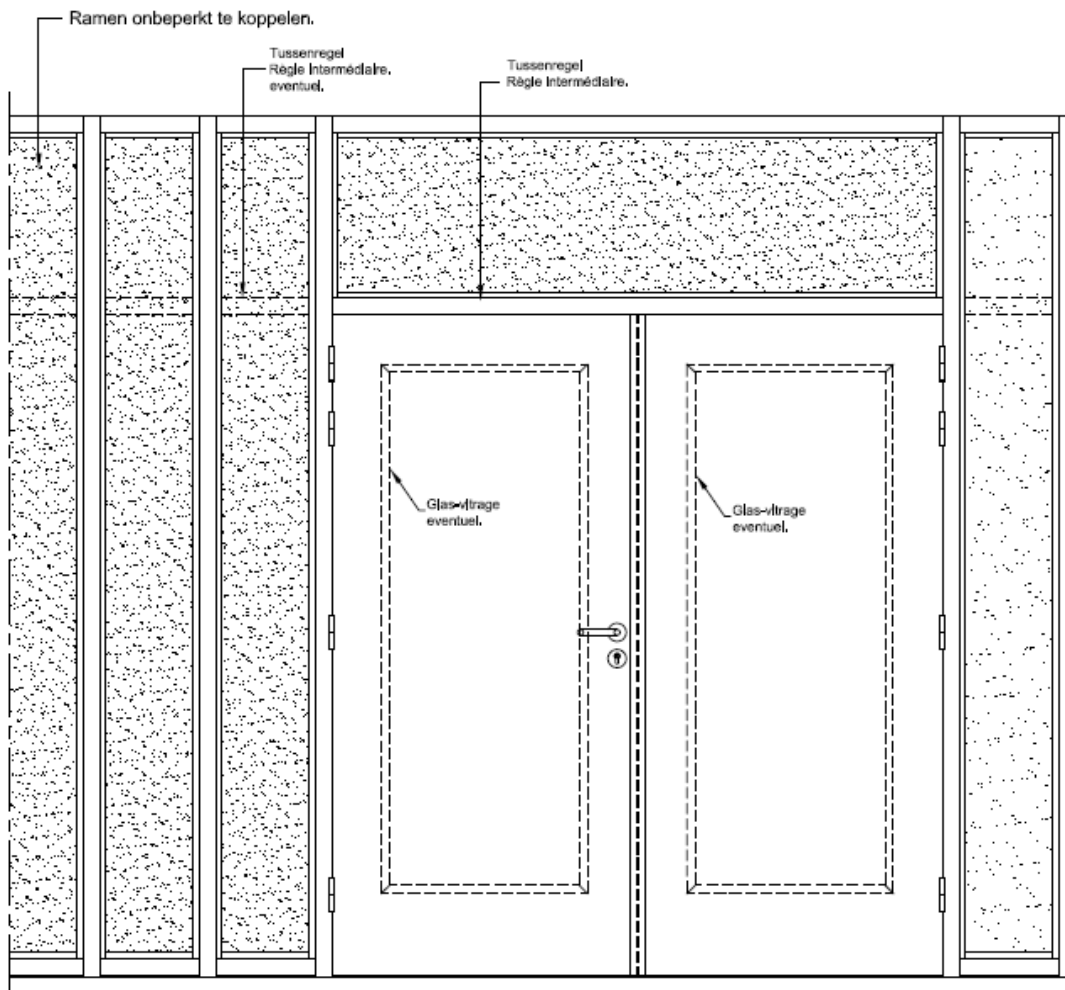 Ramen onbeperkt te koppelen.
Tussenregel
Règle Intermédiaire.
eventuel.
Tussenregel
Règle Intermédiaire.
Glas-vitrage
eventuel.
Glas-vitrage
eventuel.